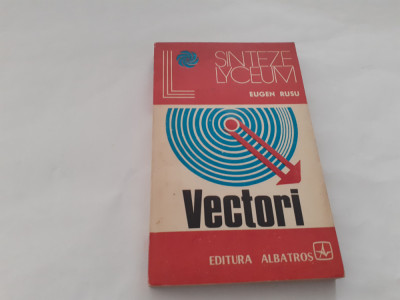 SINTEZE
LYCEUM
EUGEN RUSU
Vectori
EDITURA ALBATROS